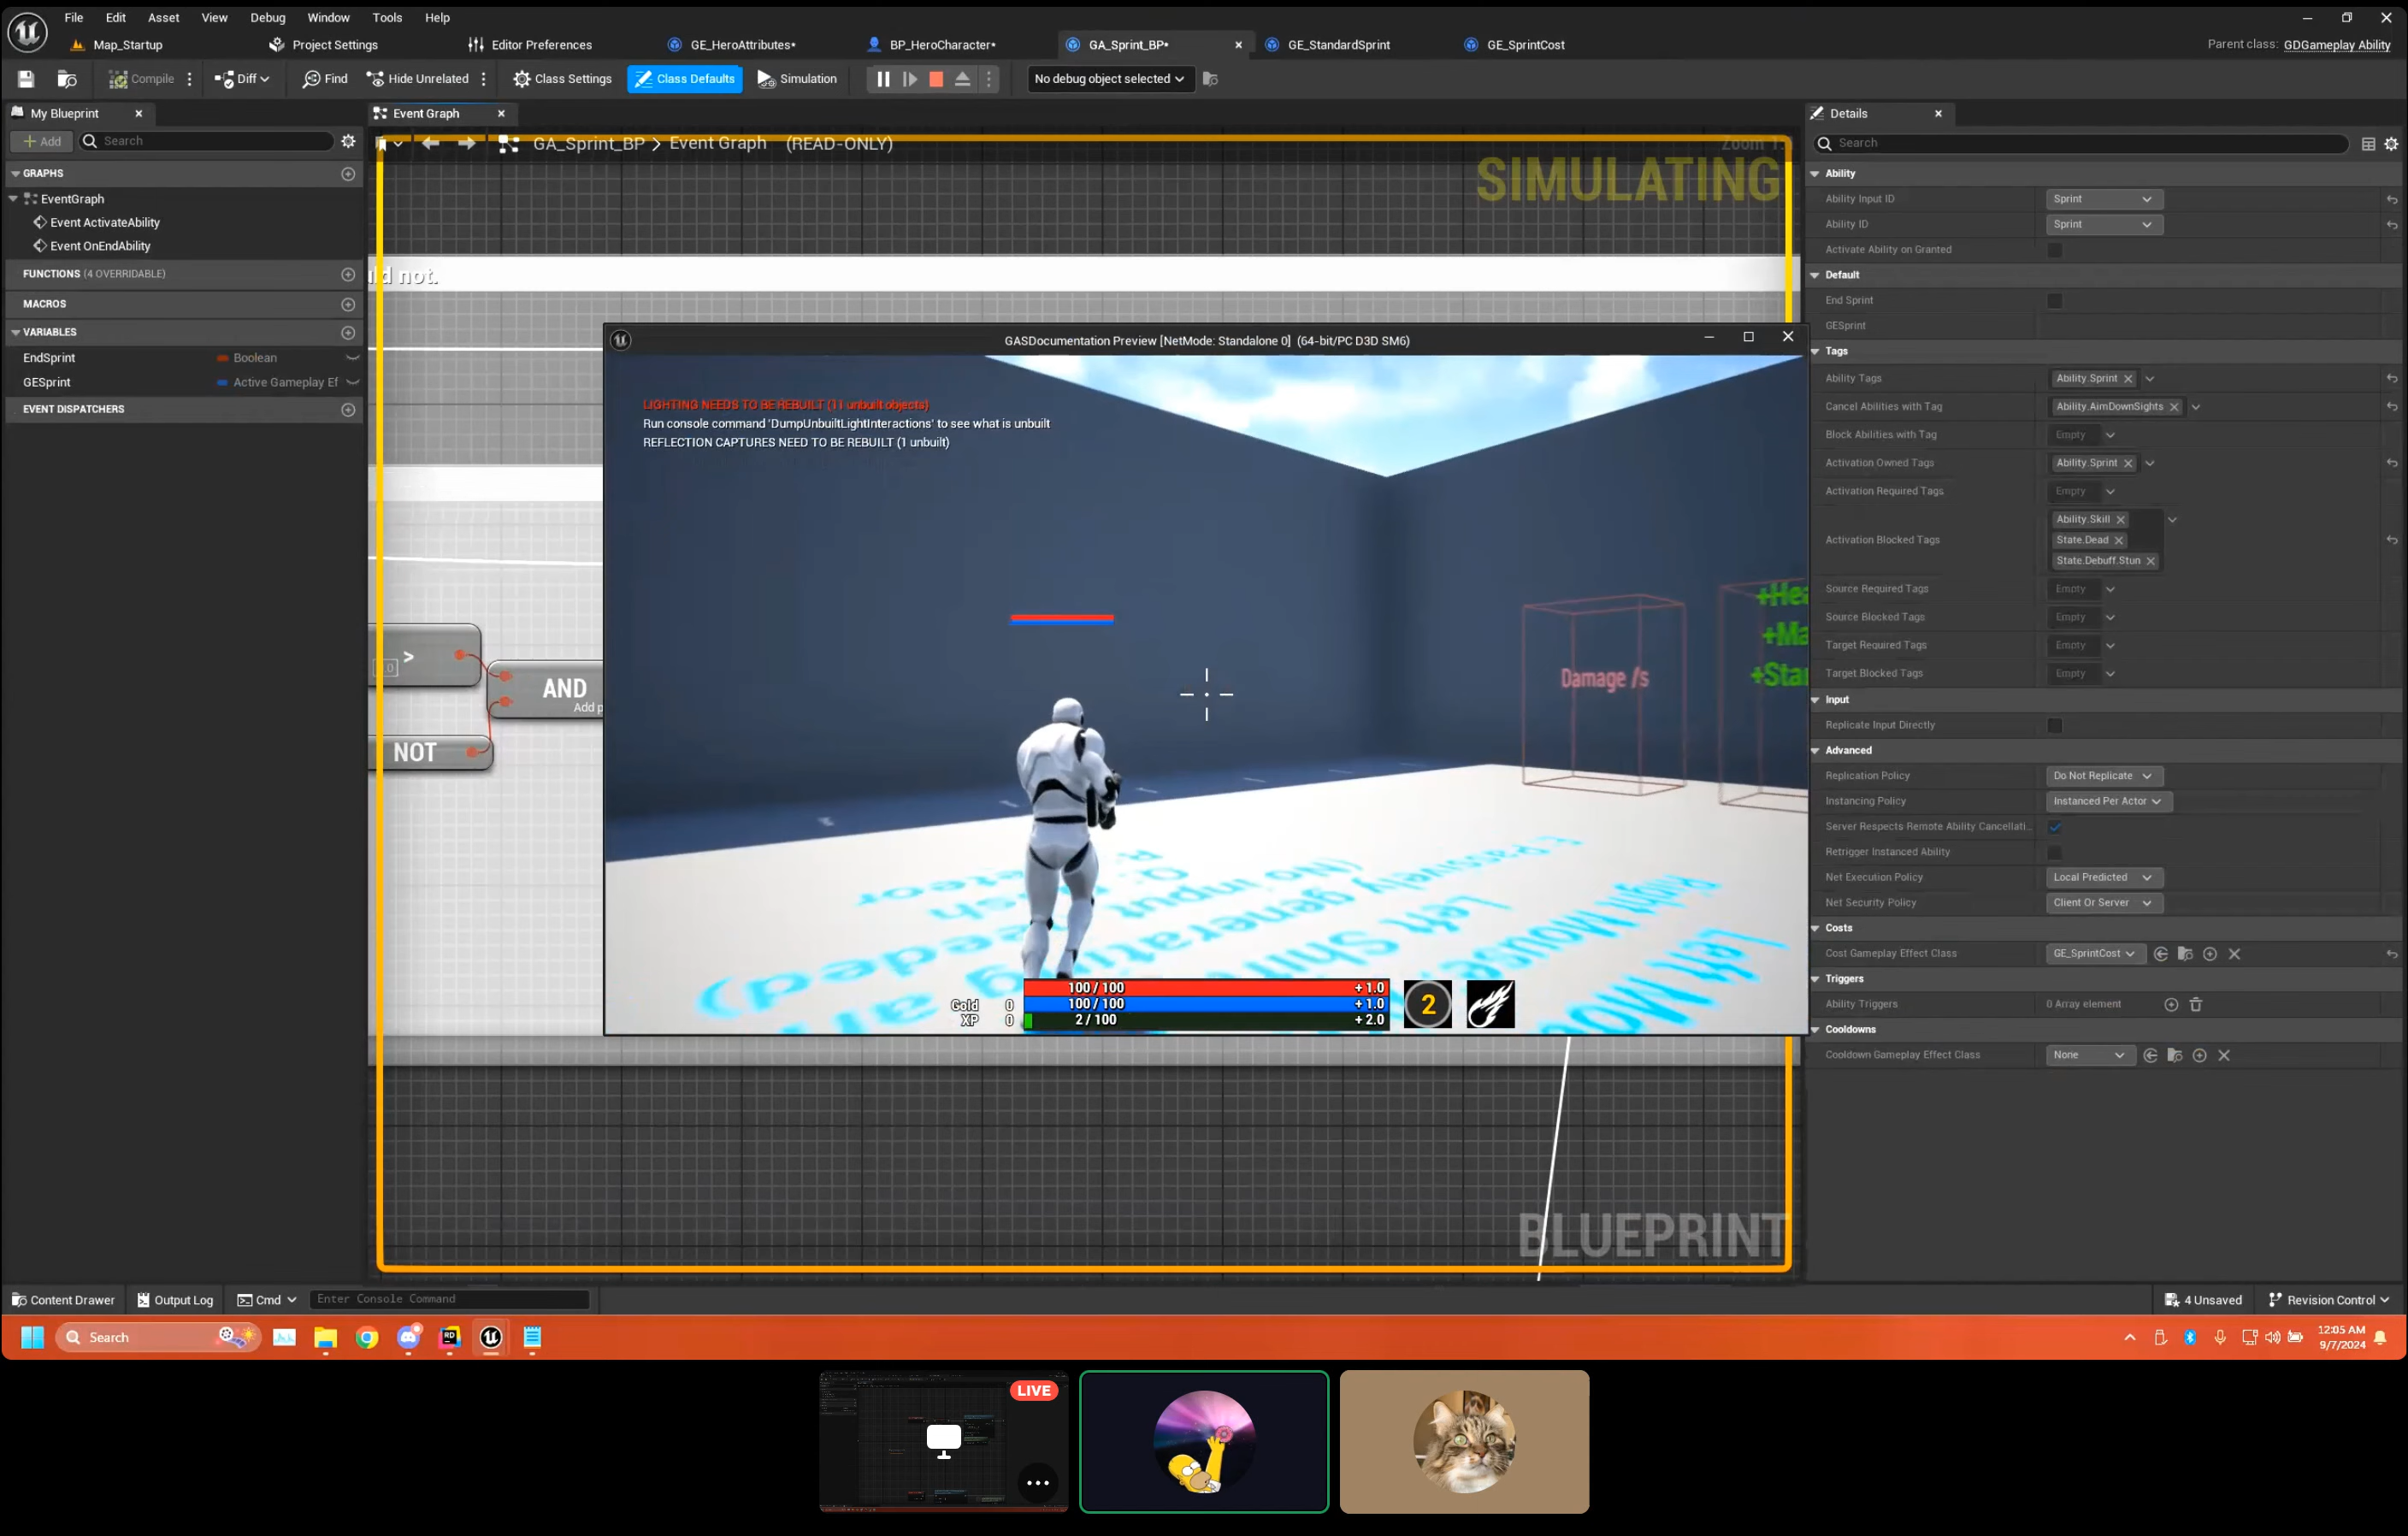 File Edit Asset View Debug Window Tools Help
Map_Startup Project Settings Editor Preferences GE_HeroAttributes* BP_HeroCharacter* GA_Sprint_BP* GE_StandardSprint GE_SprintCost Parent class: GDGameplay Ability
Compile Diff Find Hide Unrelated Class Settings Class Defaults Simulation No debug object selected
My Blueprint
Add Search
GRAPHS
EventGraph
Event ActivateAbility
Event OnEndAbility
FUNCTIONS (4 OVERRIDABLE)
MACROS
VARIABLES
EndSprint Boolean
GESprint Active Gameplay Ef
EVENT DISPATCHERS
Event Graph
GA_Sprint_BP > Event Graph (READ-ONLY)
SIMULATING
not.
>
AND
Add
NOT
GASDocumentation Preview [NetMode: Standalone 0] (64-bit/PC D3D SM6)
LIGHTING NEEDS TO BE REBUILT (11 unbuilt objects)
Run console command 'DumpUnbuiltLightInteractions' to see what is unbuilt
REFLECTION CAPTURES NEED TO BE REBUILT (1 unbuilt)
Damage /s
+Hea
+Ma
+Sta
100 / 100 + 1.0
Gold 0 100 / 100 + 1.0
XP 0 2 / 100 + 2.0
2
BLUEPRINT
Details
Search
Ability
Ability Input ID Sprint
Ability ID Sprint
Activate Ability on Granted
Default
End Sprint
GESprint
Tags
Ability Tags Ability.Sprint
Cancel Abilities with Tag Ability.AimDownSights
Block Abilities with Tag Empty
Activation Owned Tags Ability.Sprint
Activation Required Tags Empty
Activation Blocked Tags Ability.Skill
State.Dead
State.Debuff.Stun
Source Required Tags Empty
Source Blocked Tags Empty
Target Required Tags Empty
Target Blocked Tags Empty
Input
Replicate Input Directly
Advanced
Replication Policy Do Not Replicate
Instancing Policy Instanced Per Actor
Server Respects Remote Ability Cancellati..
Retrigger Instanced Ability
Net Execution Policy Local Predicted
Net Security Policy Client Or Server
Costs
Cost Gameplay Effect Class GE_SprintCost
Triggers
Ability Triggers 0 Array element
Cooldowns
Cooldown Gameplay Effect Class None
Content Drawer Output Log Cmd Enter Console Command 4 Unsaved Revision Control
Search
12:05 AM
9/7/2024
LIVE